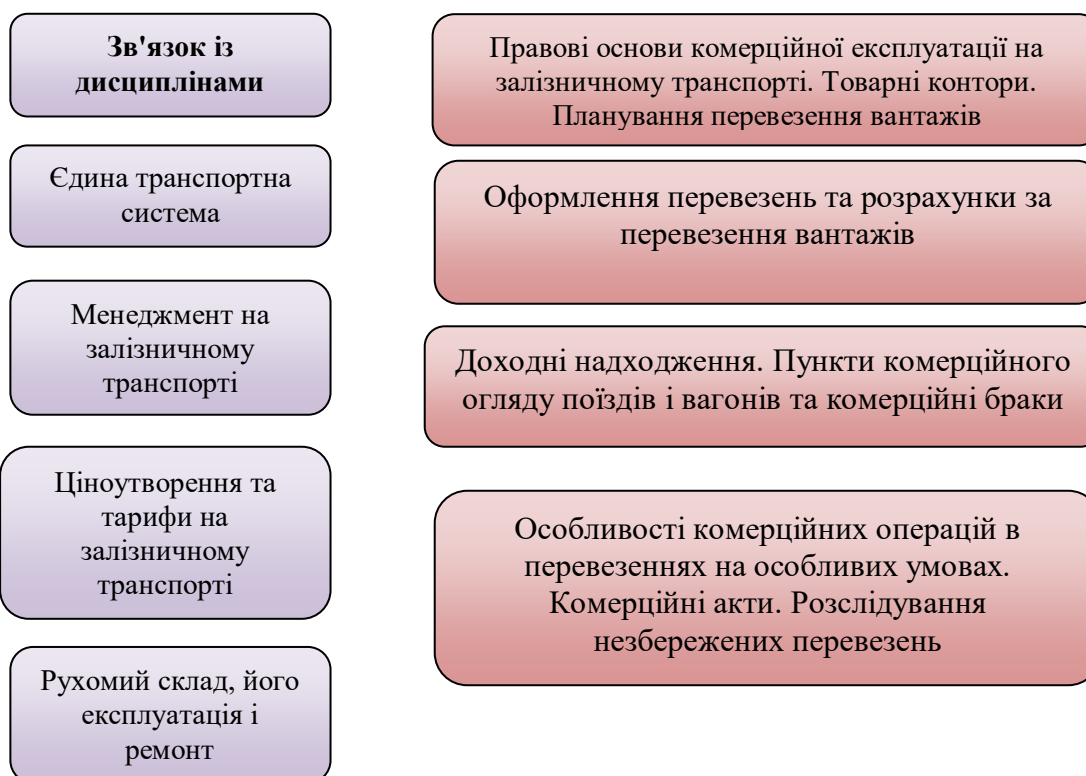 Зв'язок із
дисциплінами
Єдина транспортна
система
Менеджмент на
залізничному
транспорті
Ціноутворення та
тарифи на
залізничному
транспорті
Рухомий склад, його
експлуатація і
ремонт
Правові основи комерційної експлуатації на
залізничному транспорті. Товарні контори.
Планування перевезення вантажів
Оформлення перевезень та розрахунки за
перевезення вантажів
Доходні надходження. Пункти комерційного
огляду поїздів і вагонів та комерційні браки
Особливості комерційних операцій в
перевезеннях на особливих умовах.
Комерційні акти. Розслідування
незбережених перевезень